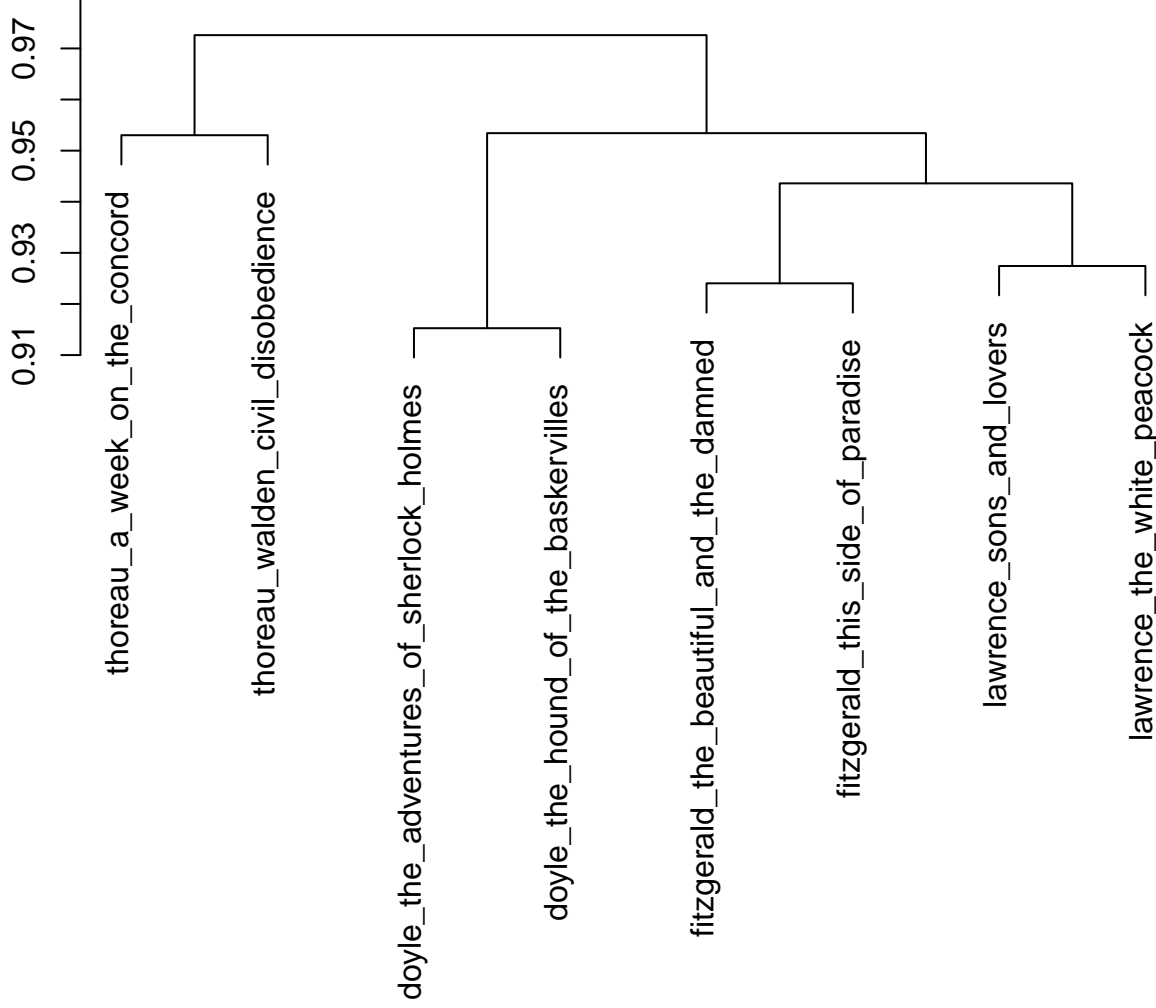 0.97
0.95
0.93
0.91
thoreau_a_week_on_the_concord
thoreau_walden_civil_disobedience
doyle_the_adventures_of_sherlock_holmes
doyle_the_hound_of_the_baskervilles
fitzgerald_the_beautiful_and_the_damned
fitzgerald_this_side_of_paradise
lawrence_sons_and_lovers
lawrence_the_white_peacock